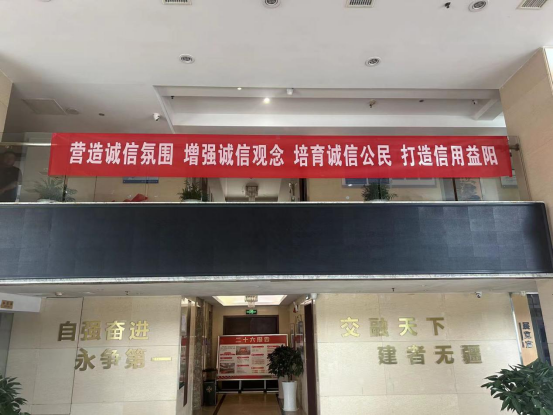 营造诚信氛围 增强诚信观念 培育诚信公民 打造信用益阳
自强奋进
永争第一
交融天下
建者无疆